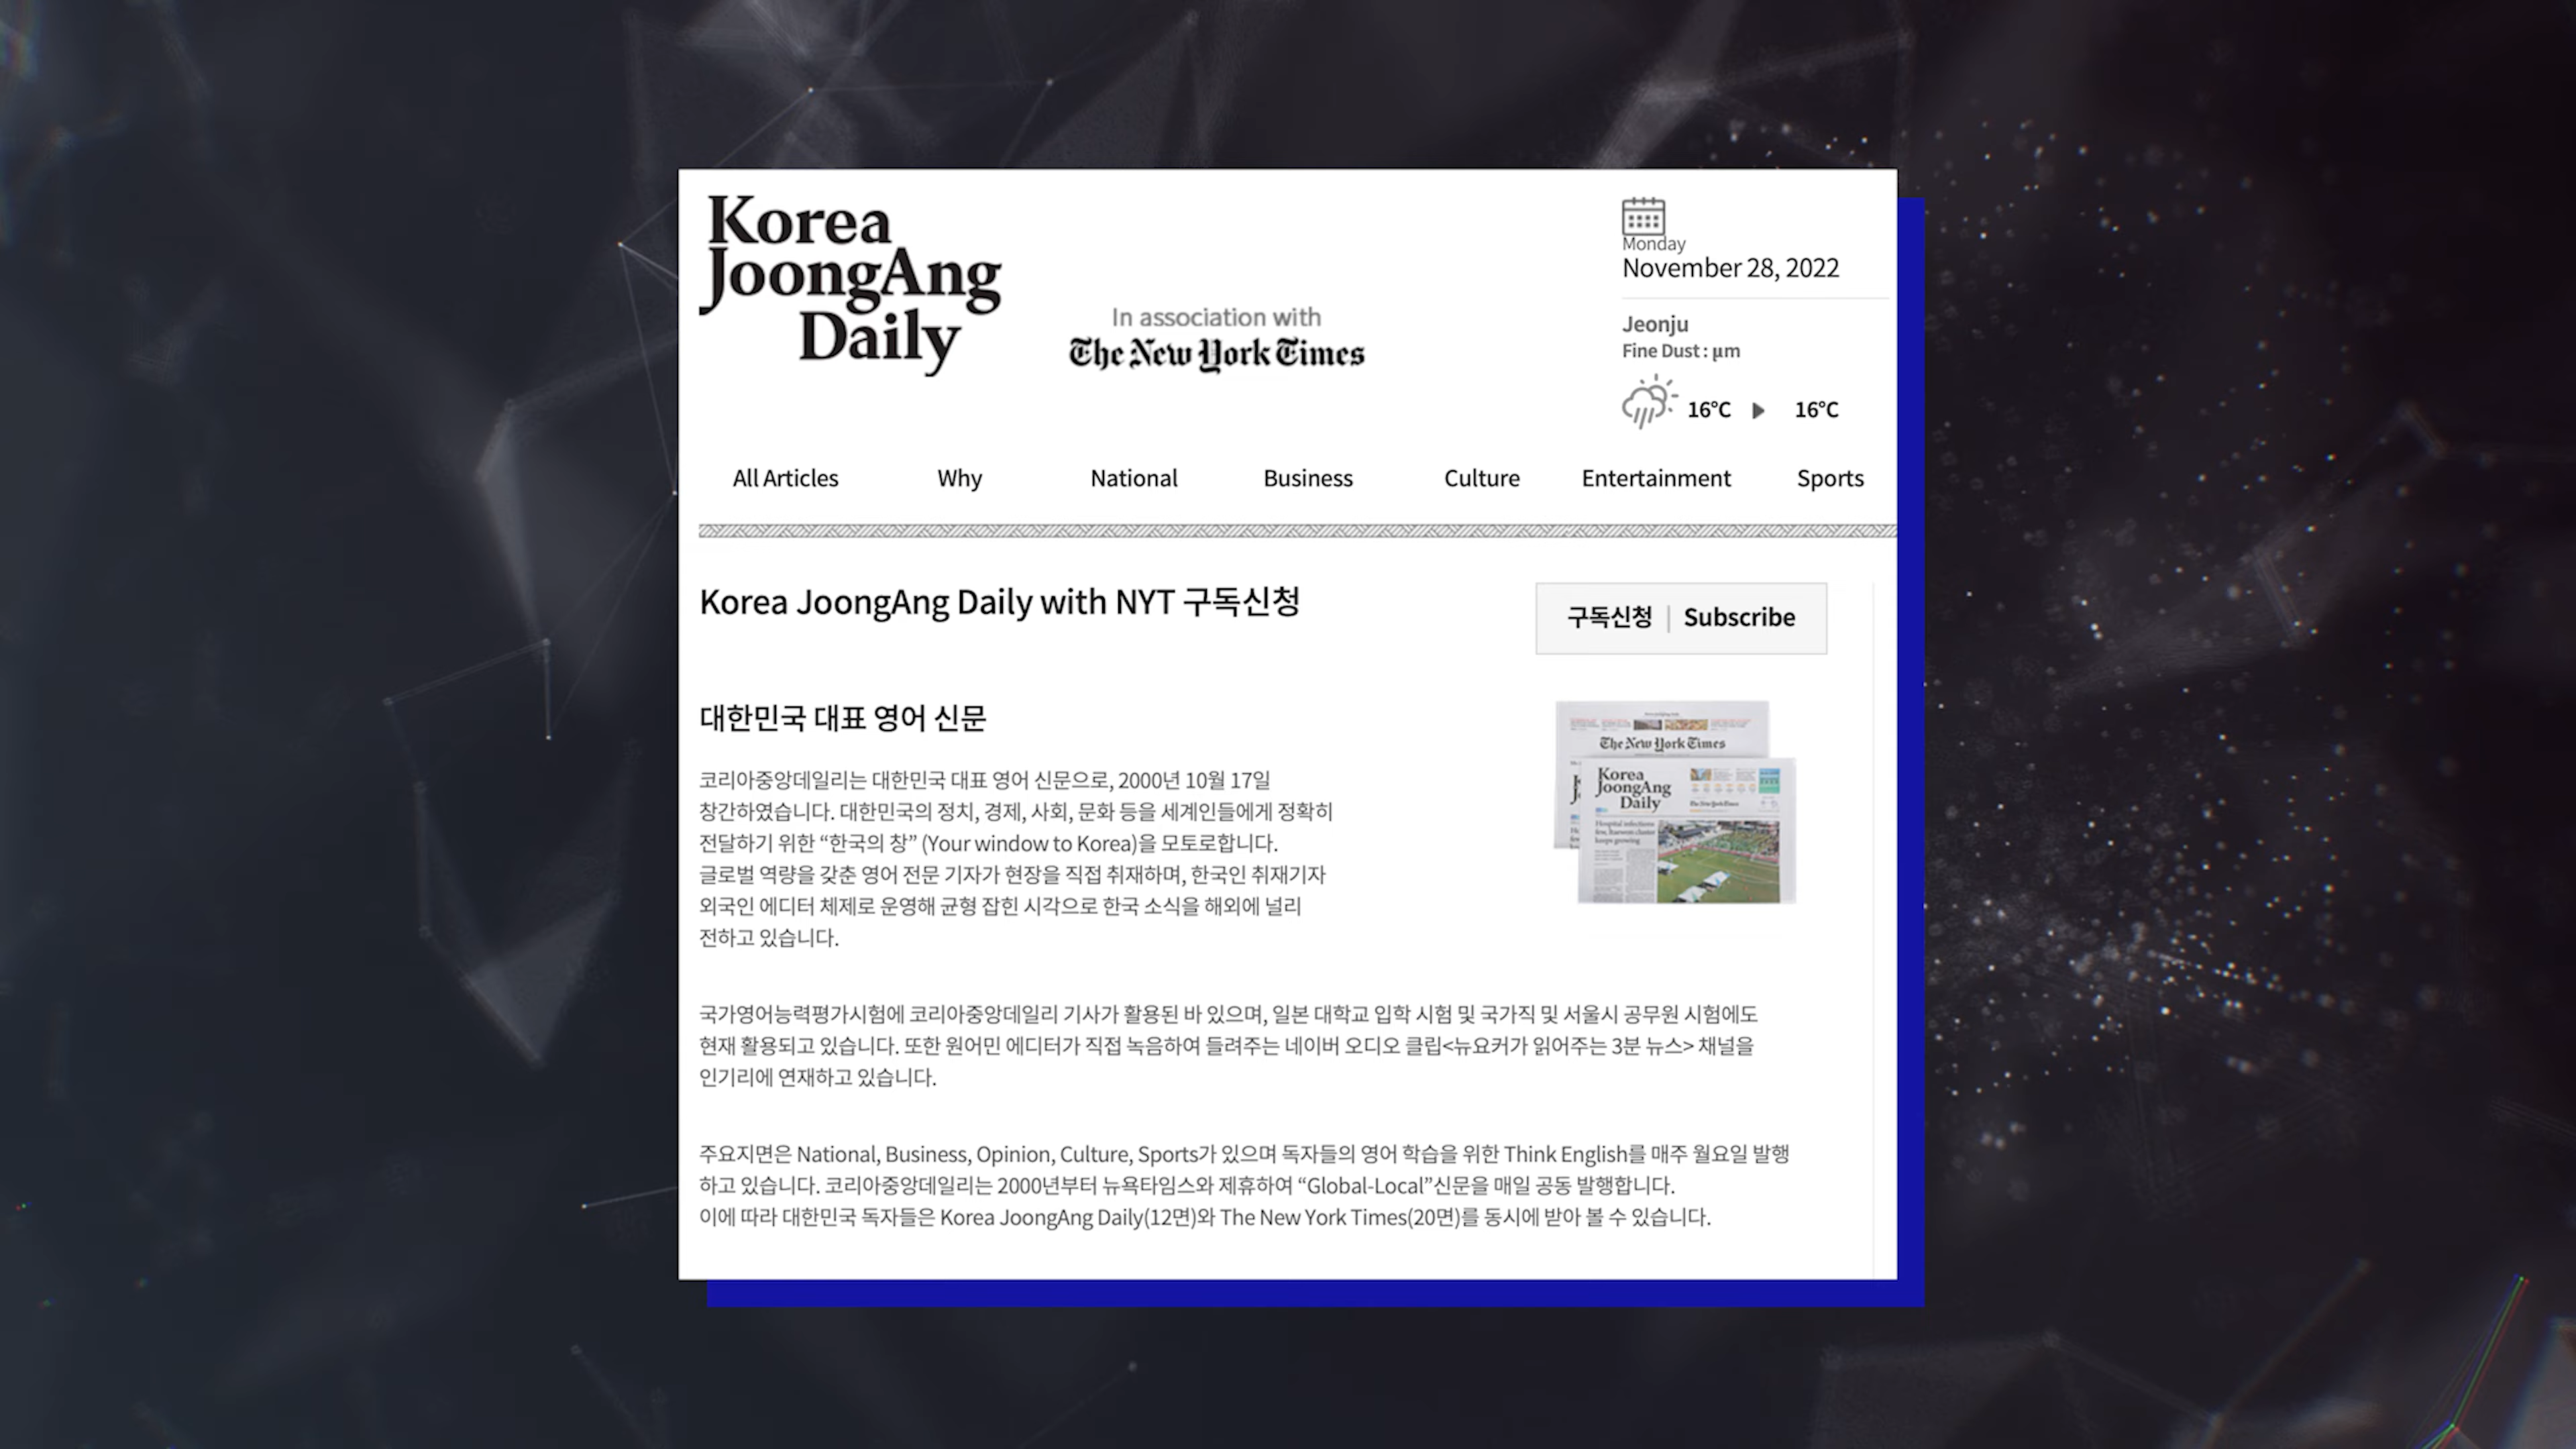 Korea
JoongAng
Daily
In association with
The New York Times
Monday
November 28, 2022
Jeonju
Fine Dust : μm
16°C 16°C
All Articles Why National Business Culture Entertainment Sports
Korea JoongAng Daily with NYT 구독신청
구독신청 | Subscribe
대한민국 대표 영어 신문
코리아중앙데일리는 대한민국 대표 영어 신문으로, 2000년 10월 17일
창간하였습니다. 대한민국의 정치, 경제, 사회, 문화 등을 세계인들에게 정확히
전달하기 위한 “한국의 창” (Your window to Korea)을 모토로합니다.
글로벌 역량을 갖춘 영어 전문 기자가 현장을 직접 취재하며, 한국인 취재기자
외국인 에디터 체제로 운영해 균형 잡힌 시각으로 한국 소식을 해외에 널리
전하고 있습니다.
The New York Times
Korea
JoongAng
Daily
The New York Times
Hospital infections
few, Itaewon cluster
keeps growing
국가영어능력평가시험에 코리아중앙데일리 기사가 활용된 바 있으며, 일본 대학교 입학 시험 및 국가직 및 서울시 공무원 시험에도
현재 활용되고 있습니다. 또한 원어민 에디터가 직접 녹음하여 들려주는 네이버 오디오 클립<뉴요커가 읽어주는 3분 뉴스> 채널을
인기리에 연재하고 있습니다.
주요지면은 National, Business, Opinion, Culture, Sports가 있으며 독자들의 영어 학습을 위한 Think English를 매주 월요일 발행
하고 있습니다. 코리아중앙데일리는 2000년부터 뉴욕타임스와 제휴하여 “Global-Local”신문을 매일 공동 발행합니다.
이에 따라 대한민국 독자들은 Korea JoongAng Daily(12면)와 The New York Times(20면)를 동시에 받아 볼 수 있습니다.